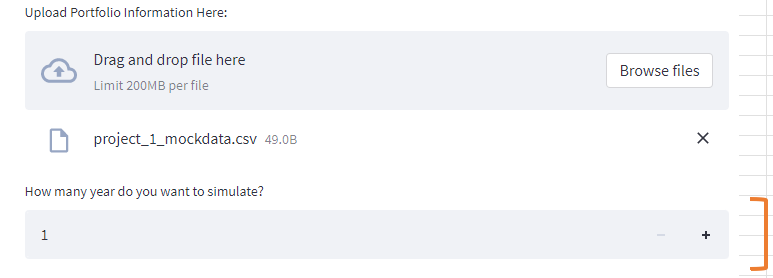 Upload Portfolio Information Here:
Drag and drop file here
Limit 200MB per file
Browse files
project_1_mockdata.csv 49.0B
How many year do you want to simulate?
1